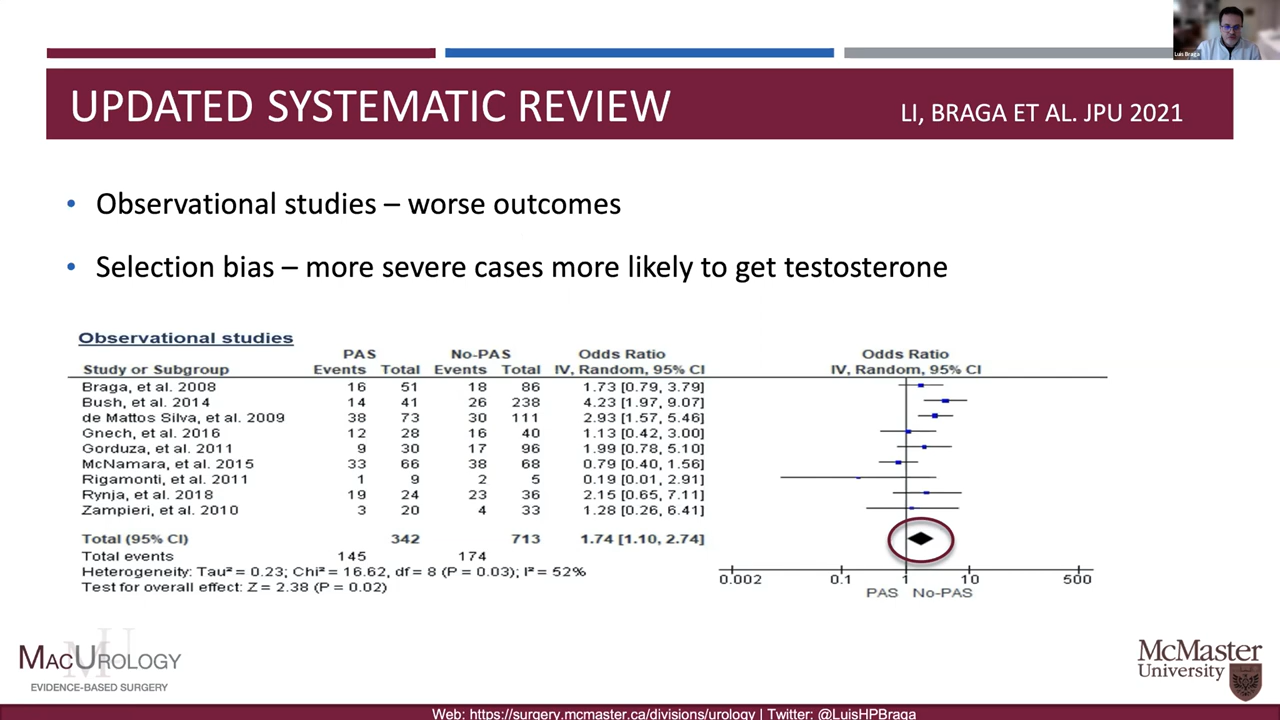 Luis Braga
UPDATED SYSTEMATIC REVIEW
LI, BRAGA ET AL. JPU 2021
• Observational studies – worse outcomes
• Selection bias – more severe cases more likely to get testosterone
Observational studies
PAS No-PAS Odds Ratio Odds Ratio
Study or Subgroup Events Total Events Total IV, Random, 95% CI IV, Random, 95% CI
Braga, et al. 2008 16 51 18 86 1.73 [0.79, 3.79]
Bush, et al. 2014 14 41 26 238 4.23 [1.97, 9.07]
de Mattos Silva, et al. 2009 38 73 30 111 2.93 [1.57, 5.46]
Gnech, et al. 2016 12 28 16 40 1.13 [0.42, 3.00]
Gorduza, et al. 2011 9 30 17 96 1.99 [0.78, 5.10]
McNamara, et al. 2015 33 66 38 68 0.79 [0.40, 1.56]
Rigamonti, et al. 2011 1 9 2 5 0.19 [0.01, 2.91]
Rynja, et al. 2018 19 24 23 36 2.15 [0.65, 7.11]
Zampieri, et al. 2010 3 20 4 33 1.28 [0.26, 6.41]
Total (95% CI) 342 713 1.74 [1.10, 2.74]
Total events 145 174
Heterogeneity: Tau² = 0.23; Chi² = 16.62, df = 8 (P = 0.03); I² = 52%
Test for overall effect: Z = 2.38 (P = 0.02)
0.002 0.1 1 10 500
PAS No-PAS
MU
MACUROLOGY
EVIDENCE-BASED SURGERY
McMaster
University
Web: https://surgery.mcmaster.ca/divisions/urology | Twitter: @LuisHPBraga